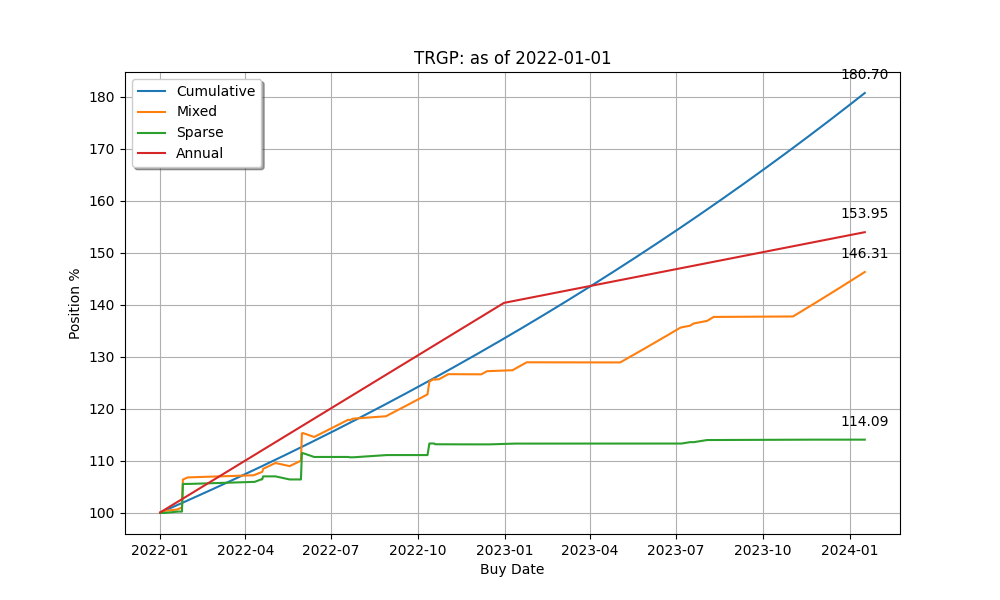 TRGP: as of 2022-01-01
180.70
Cumulative
Mixed
Sparse
Annual
153.95
146.31
114.09
180
170
160
150
140
130
120
110
100
Position %
2022-01 2022-04 2022-07 2022-10 2023-01 2023-04 2023-07 2023-10 2024-01
Buy Date